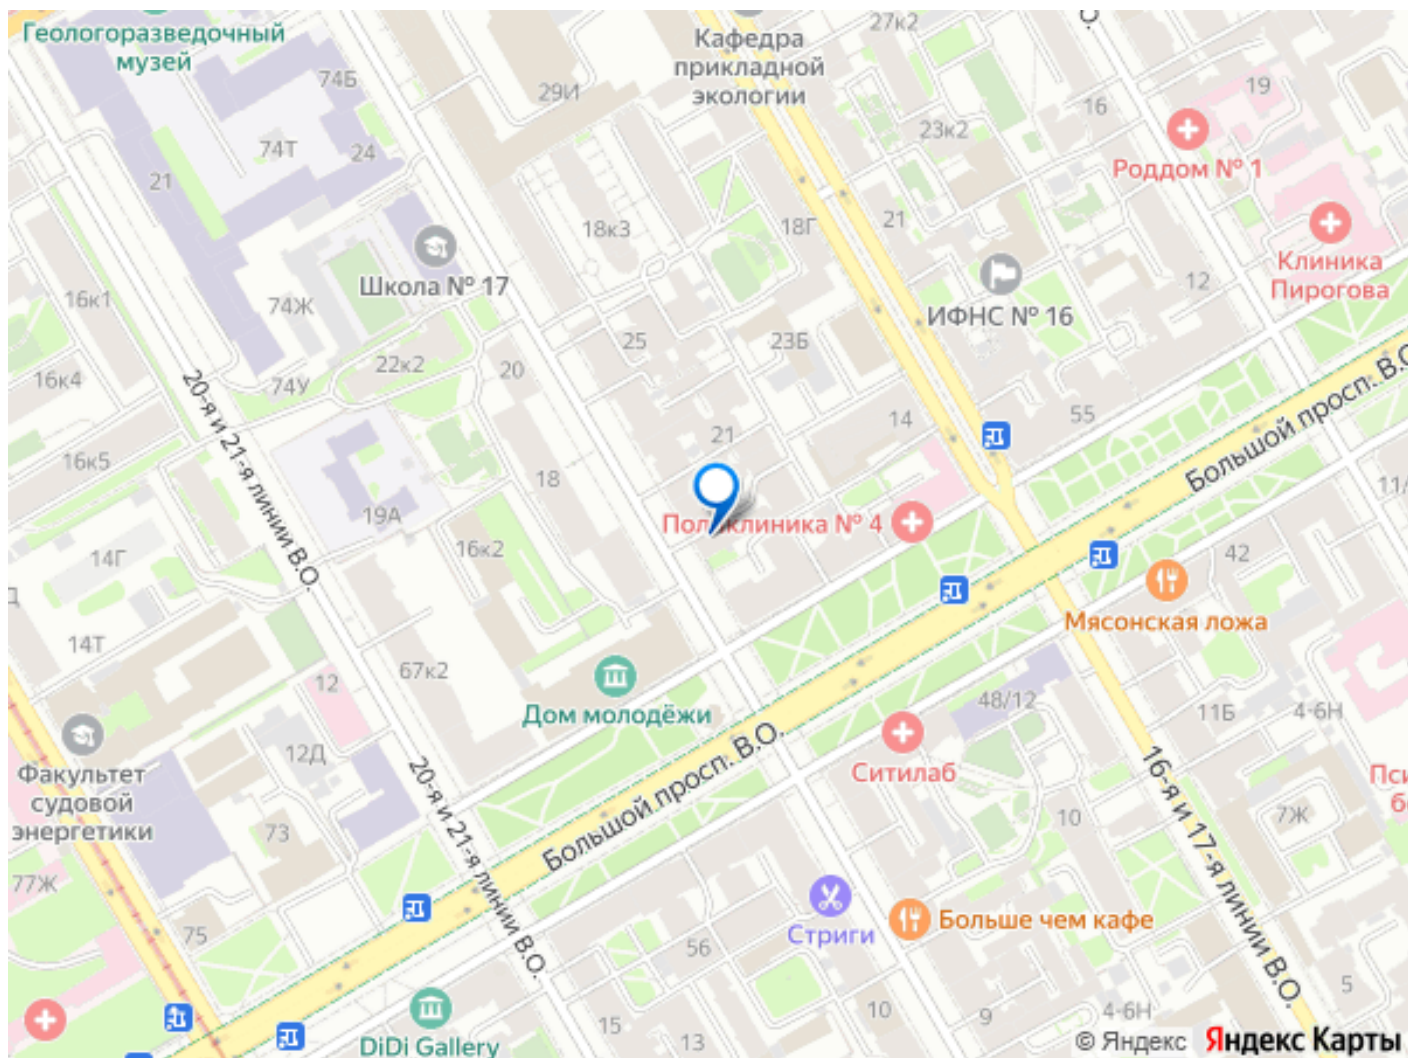 27к2
Геологоразведочный
музей
Кафедра
прикладной
экологии
74Б
29И
19
16
23к2
74Т
24
21
Роддом № 1
18к3
18Г
21
Клиника
Пирогова
12
Школа № 17
16к1
74Ж
ИФНС № 16
25
23Б
22к2
20
16к4
74У
20-я и 21-я линии В.О.
14
55
Большой просп. В.О.
21
16к5
18
19А
Поликлиника № 4
11/
16к2
14Г
42
Мясонская ложа
14Т
67к2
12
48/12
11Б
4-6Н
Дом молодёжи
12Д
Ситилаб
Факультет
судовой
энергетики
73
20-я и 21-я линии В.О.
Большой просп. В.О.
16-я и 17-я линии В.О.
10
7Ж
77Ж
75
56
Стриги
Больше чем кафе
5
15
13
10
9
4-6Н
DiDi Gallery
© Яндекс Яндекс Карты